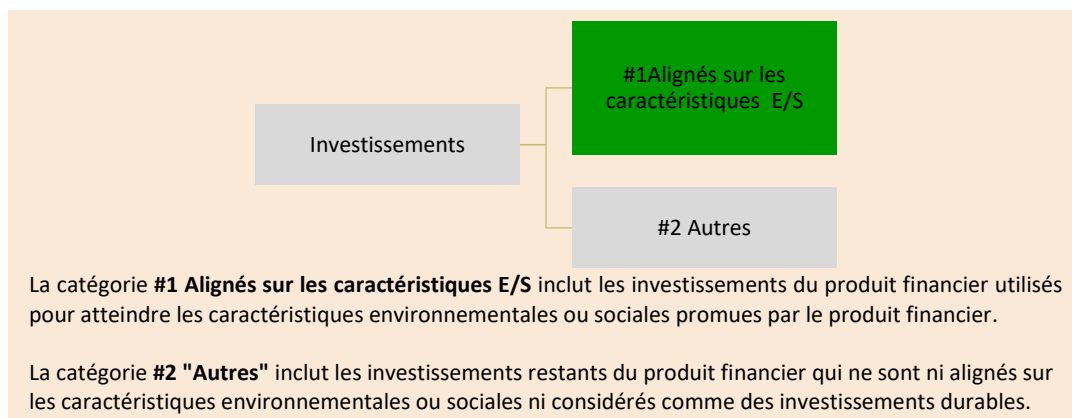 #1Alignés sur les
caractéristiques E/S
Investissements
#2 Autres
La catégorie #1 Alignés sur les caractéristiques E/S inclut les investissements du produit financier utilisés
pour atteindre les caractéristiques environnementales ou sociales promues par le produit financier.
La catégorie #2 "Autres" inclut les investissements restants du produit financier qui ne sont ni alignés sur
les caractéristiques environnementales ou sociales ni considérés comme des investissements durables.